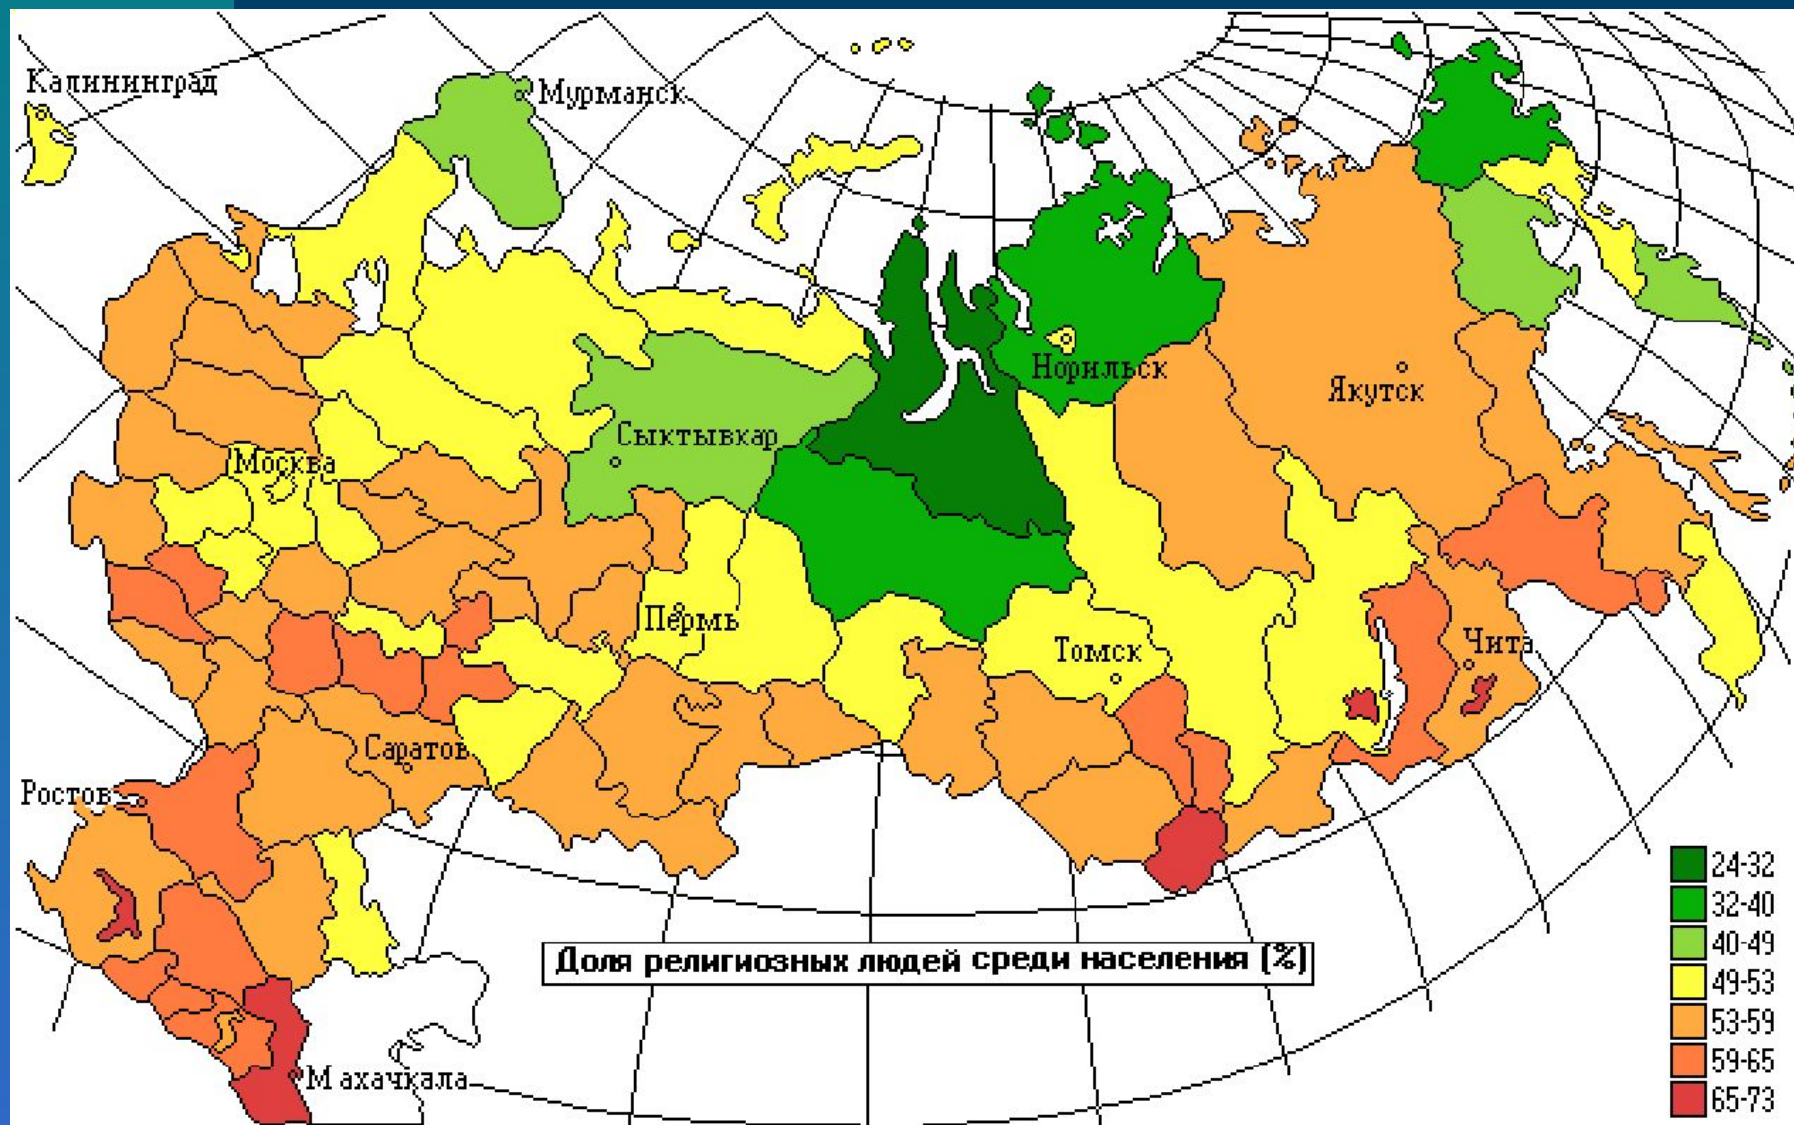 Калининград
Мурманск
Норильск
Якутск
Сыктывкар
Москва
Пермь
Томск
Чита
Саратов
Ростов
Махачкала
Доля религиозных людей среди населения (%)
24-32
32-40
40-49
49-53
53-59
59-65
65-73